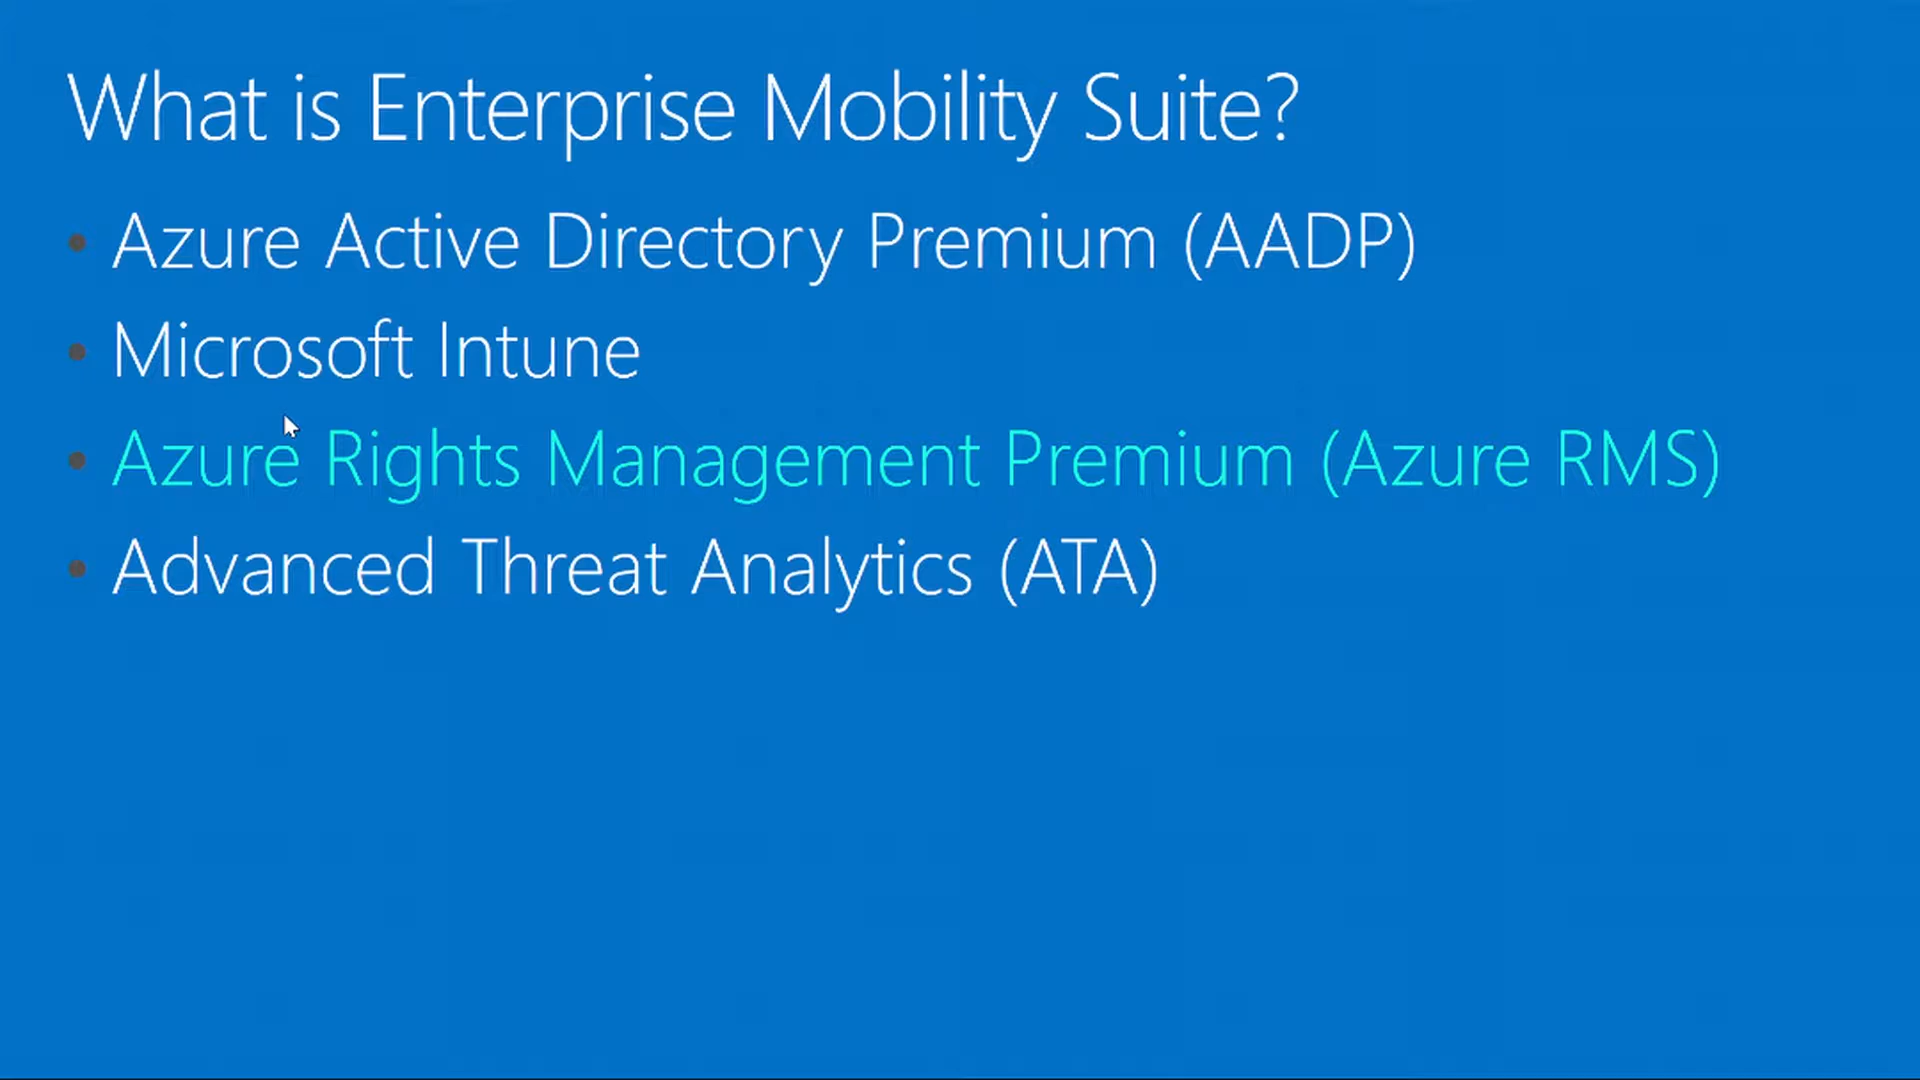 What is Enterprise Mobility Suite?
• Azure Active Directory Premium (AADP)
• Microsoft Intune
• Azure Rights Management Premium (Azure RMS)
• Advanced Threat Analytics (ATA)